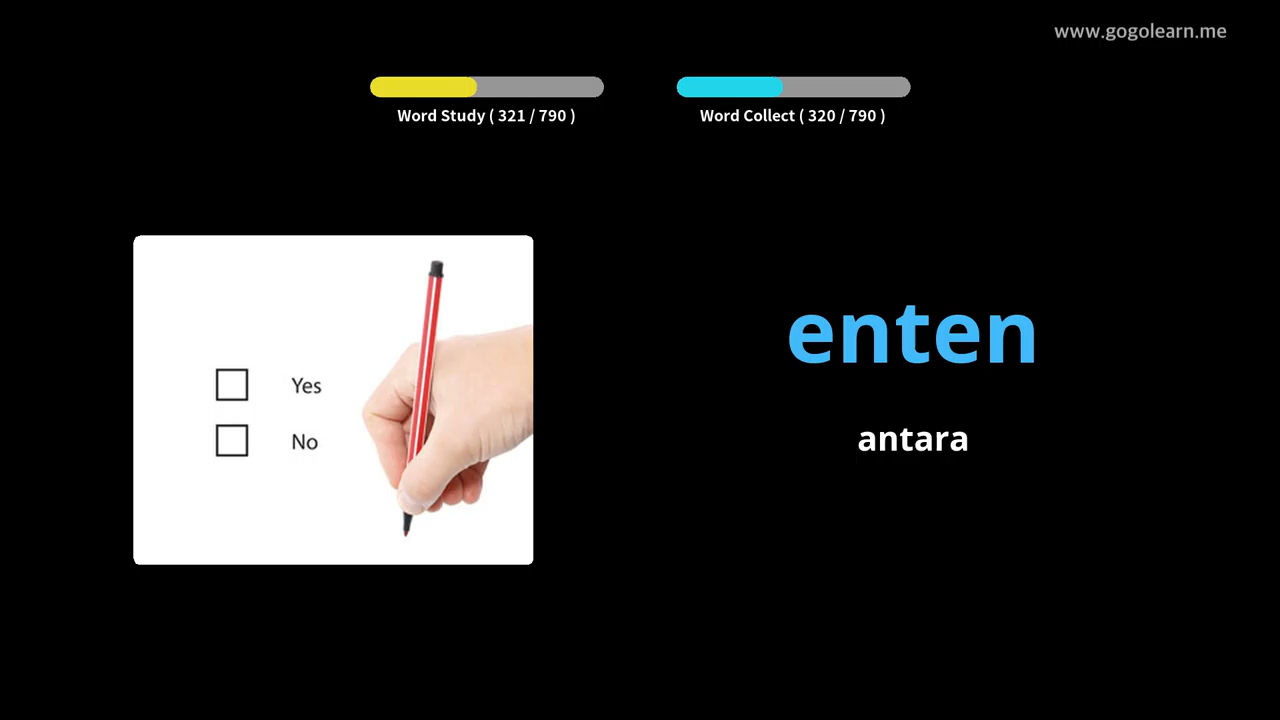 www.gogolearn.me
Word Study ( 321 / 790 )
Word Collect ( 320 / 790 )
Yes
No
enten
antara